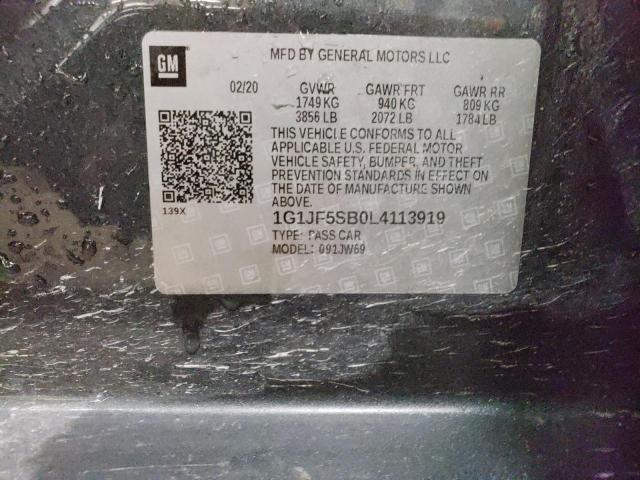 GM
MFD BY GENERAL MOTORS LLC
02/20 GVWR GAWR FRT GAWR RR
1749 KG 940 KG 809 KG
3856 LB 2072 LB 1784 LB
THIS VEHICLE CONFORMS TO ALL
APPLICABLE U.S. FEDERAL MOTOR
VEHICLE SAFETY, BUMPER, AND THEFT
PREVENTION STANDARDS IN EFFECT ON
THE DATE OF MANUFACTURE SHOWN
ABOVE.
139X
1G1JF5SB0L4113919
TYPE: PASS CAR
MODEL: 091JW69